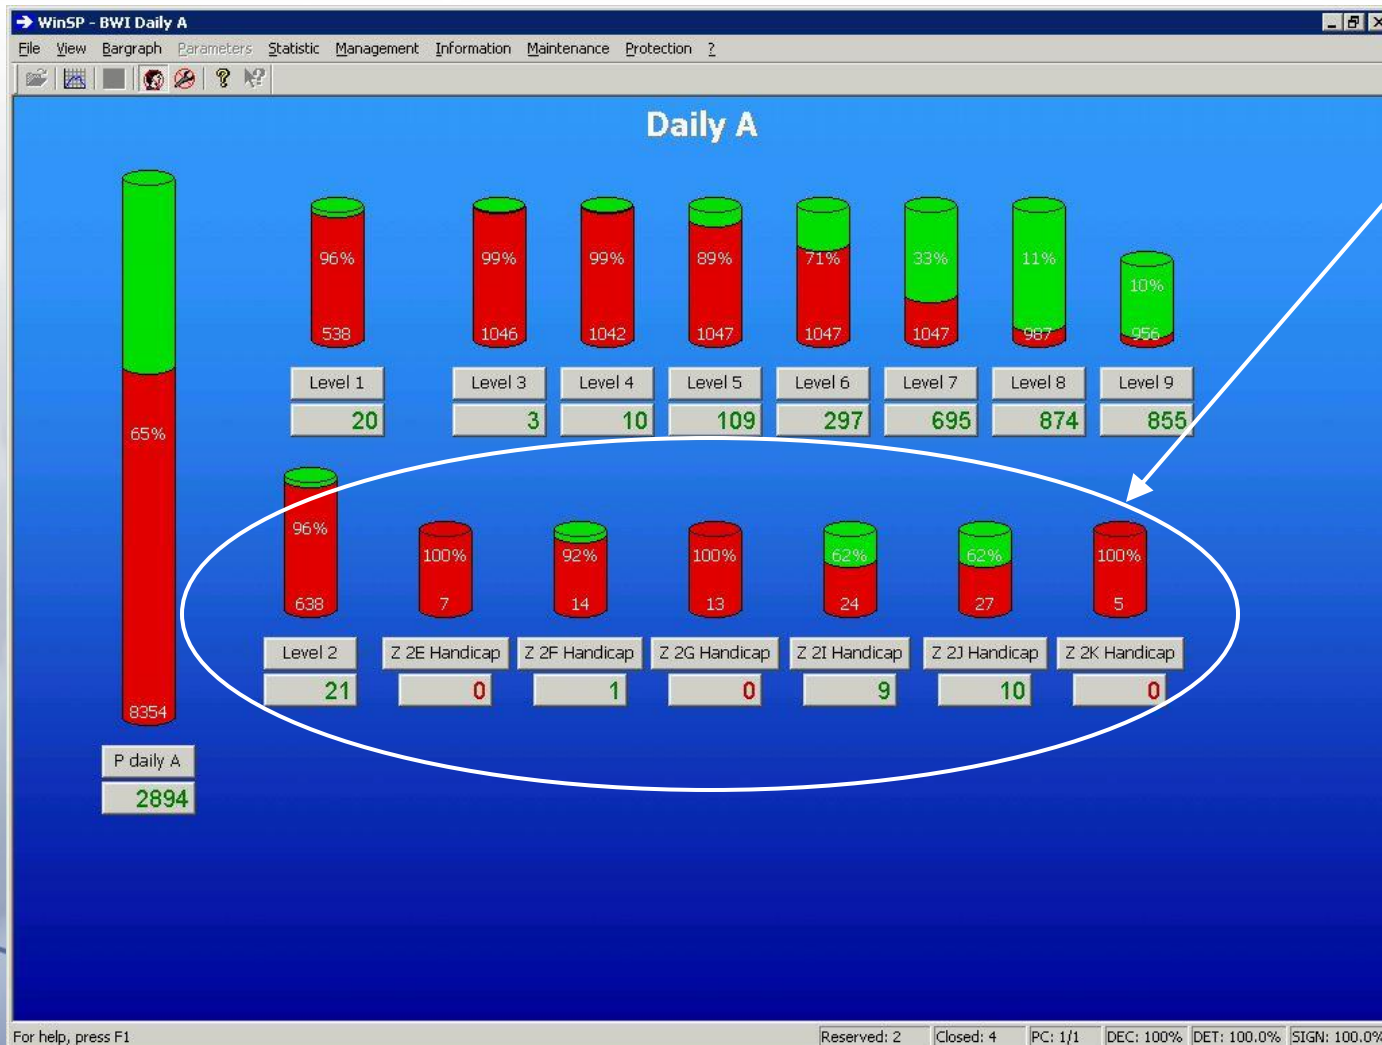 WinSP - BWI Daily A
File View Bargraph Parameters Statistic Management Information Maintenance Protection ?
Daily A
96% 99% 99% 89% 71% 33% 11% 10%
538 1046 1042 1047 1047 1047 987 956
Level 1 Level 3 Level 4 Level 5 Level 6 Level 7 Level 8 Level 9
20 3 10 109 297 695 874 855
65%
96% 100% 92% 100% 62% 62% 100%
638 7 14 13 24 27 5
Level 2 Z 2E Handicap Z 2F Handicap Z 2G Handicap Z 2I Handicap Z 2J Handicap Z 2K Handicap
21 0 1 0 9 10 0
8354
P daily A
2894
For help, press F1 Reserved: 2 Closed: 4 PC: 1/1 DEC: 100% DET: 100.0% SIGN: 100.0%